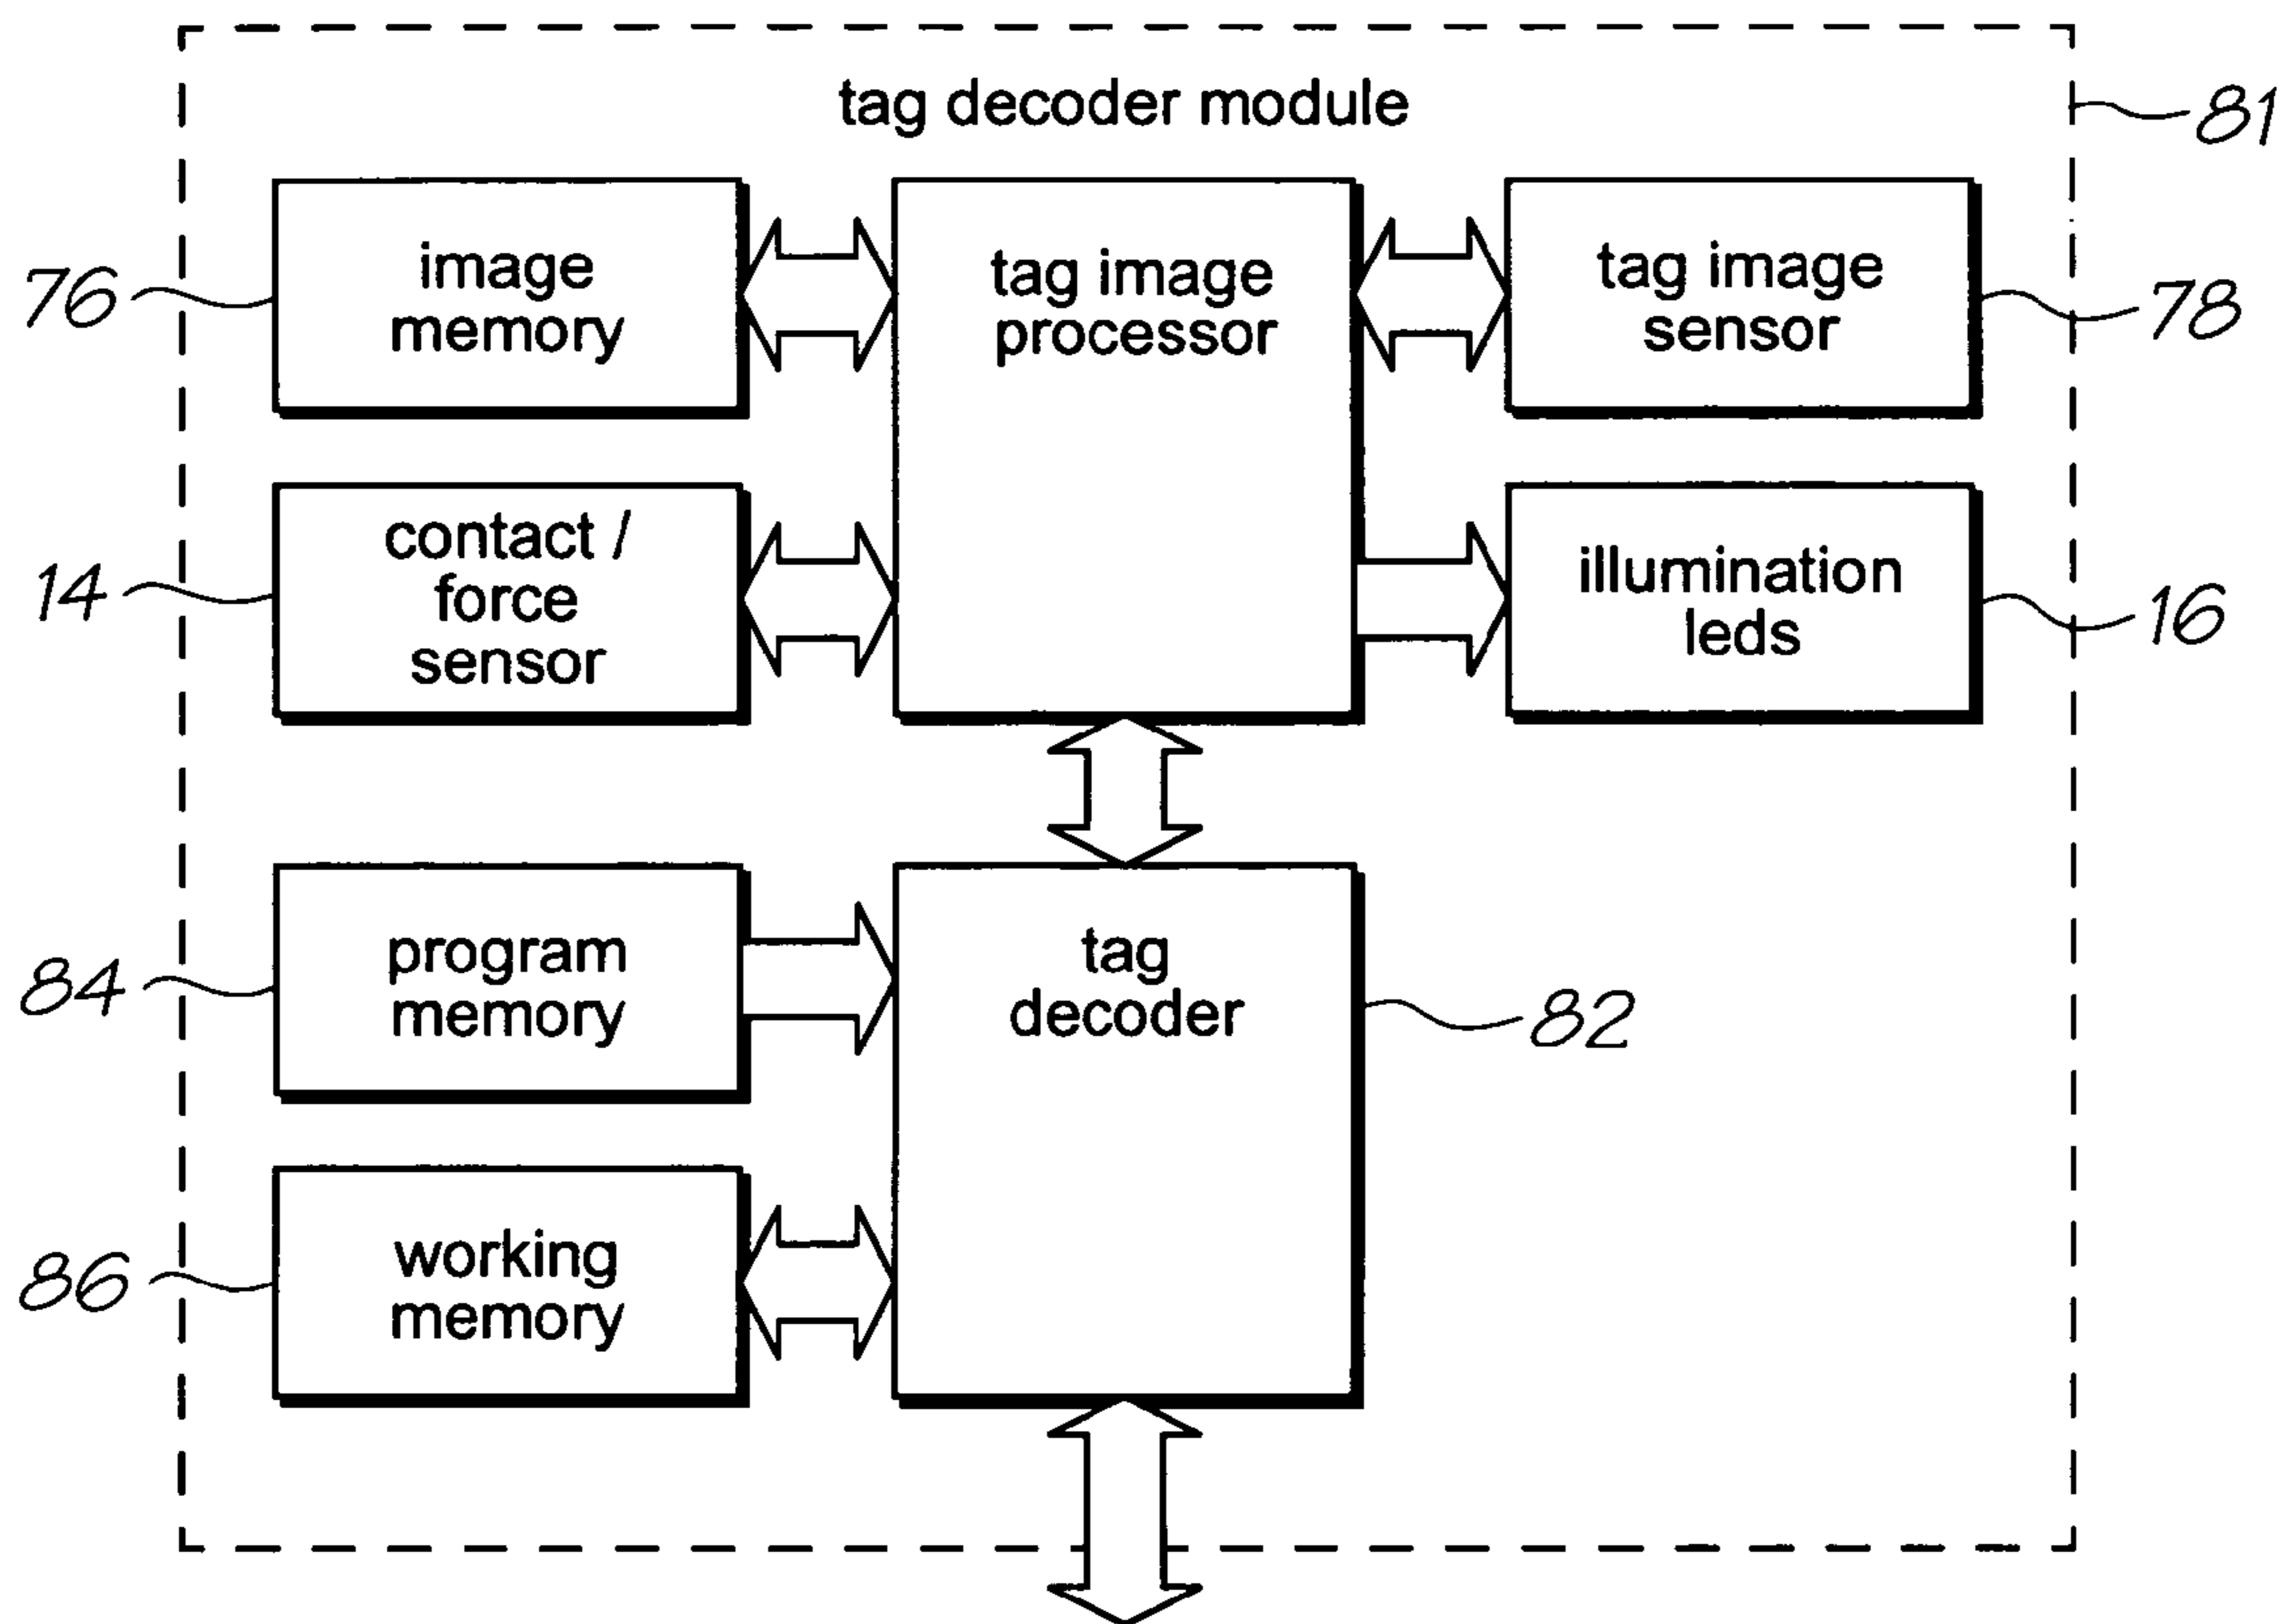 tag decoder module
81
image
memory
76
tag image
processor
tag image
sensor
78
contact /
force
sensor
14
illumination
leds
16
program
memory
84
tag
decoder
82
working
memory
86